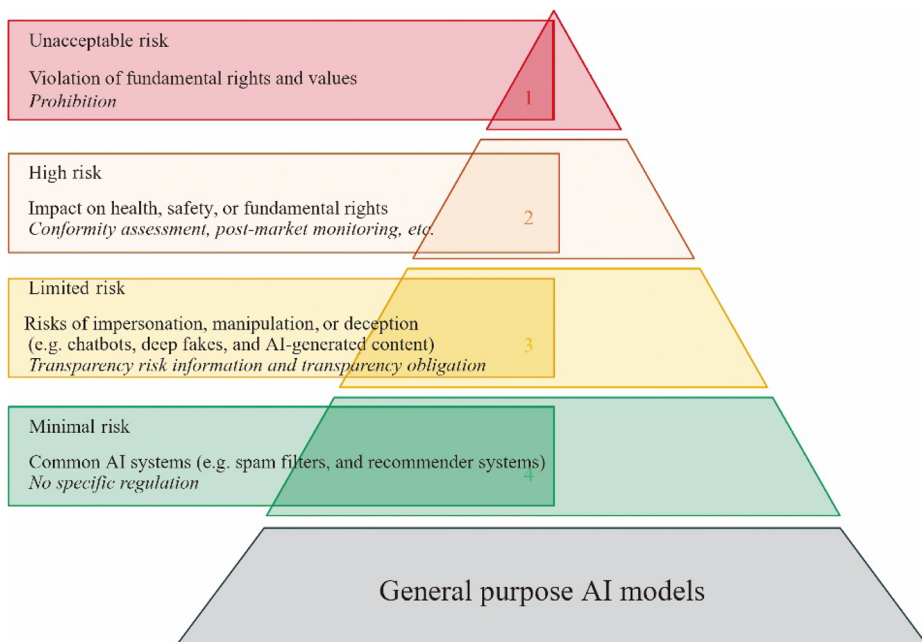 Unacceptable risk
Violation of fundamental rights and values
Prohibition
1
High risk
Impact on health, safety, or fundamental rights
Conformity assessment, post-market monitoring, etc.
2
Limited risk
Risks of impersonation, manipulation, or deception
(e.g. chatbots, deep fakes, and AI-generated content)
Transparency risk information and transparency obligation
3
Minimal risk
Common AI systems (e.g. spam filters, and recommender systems)
No specific regulation
4
General purpose AI models